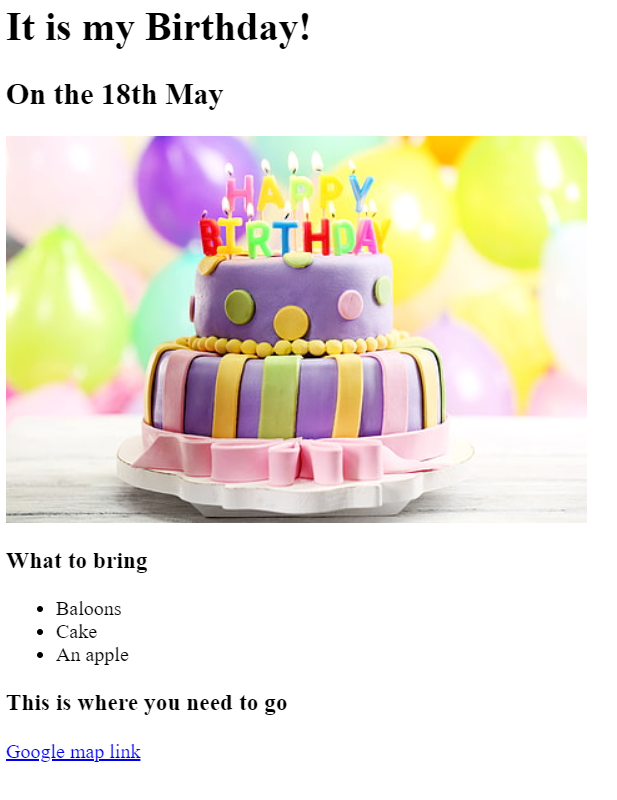 It is my Birthday!
On the 18th May
HAPPY
BIRTHDAY
What to bring
Baloons
Cake
An apple
This is where you need to go
Google map link